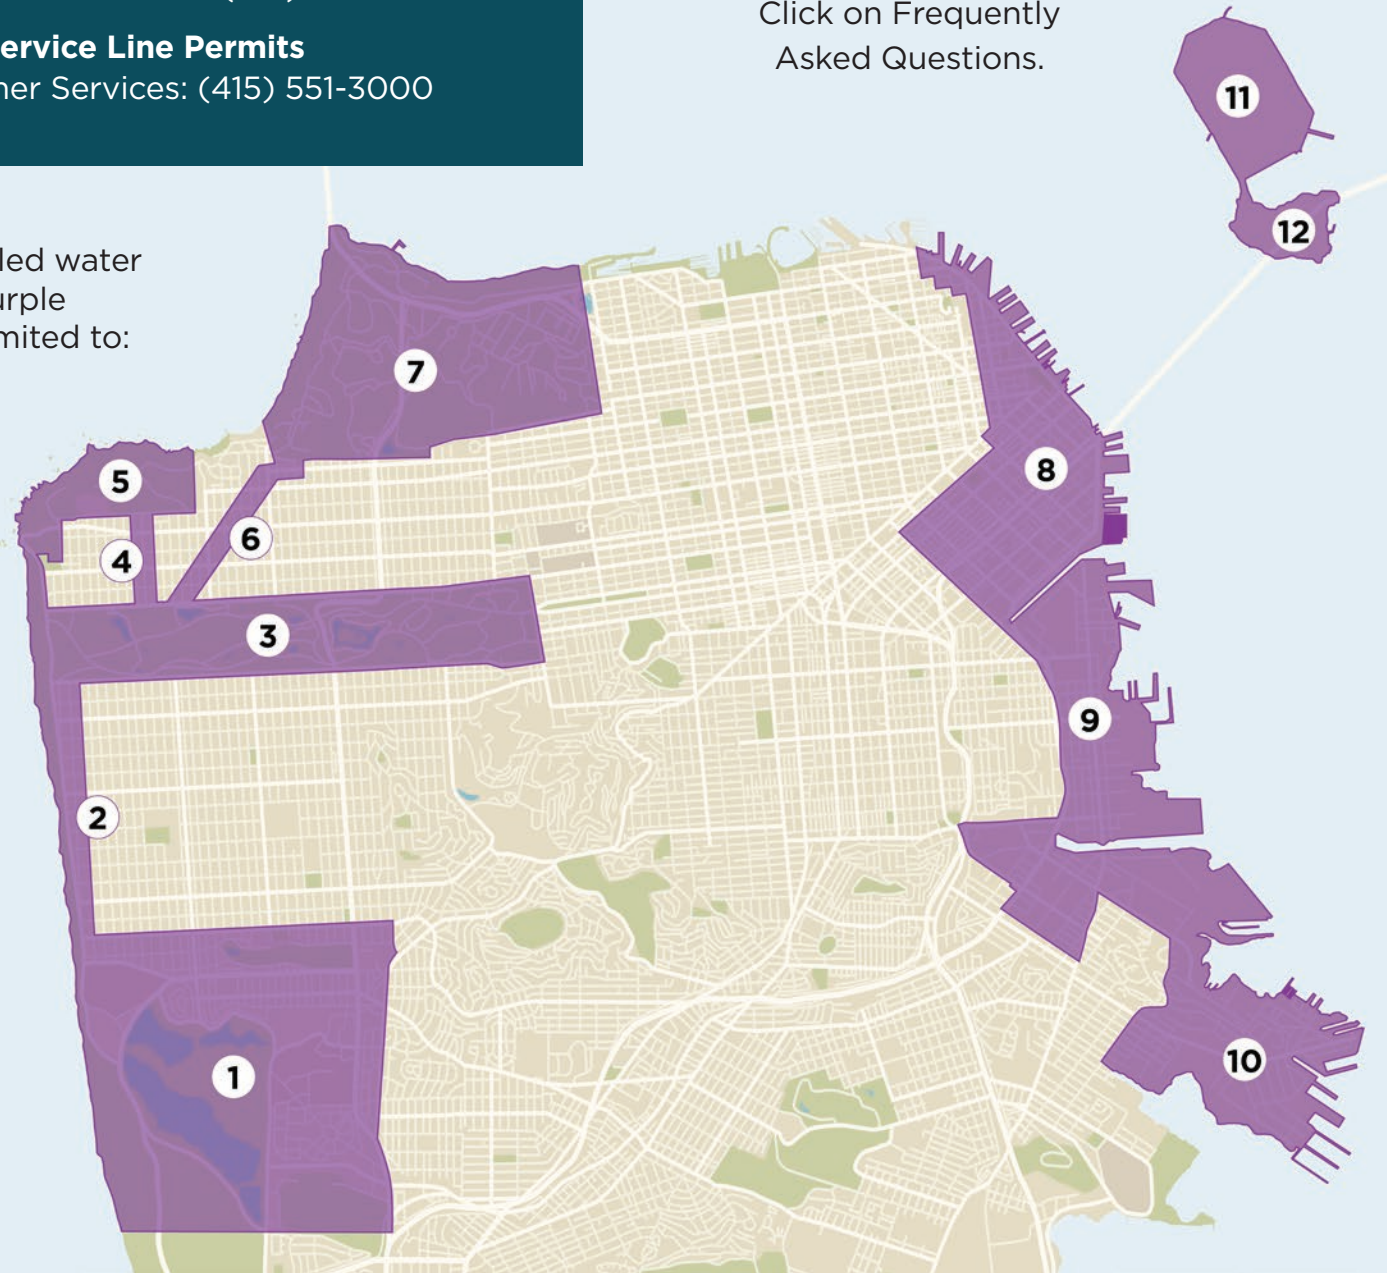 ervice Line Permits
ner Services: (415) 551-3000
Click on Frequently
Asked Questions.
led water
urple
mited to:
11
12
7
5
8
6
4
3
9
2
10
1